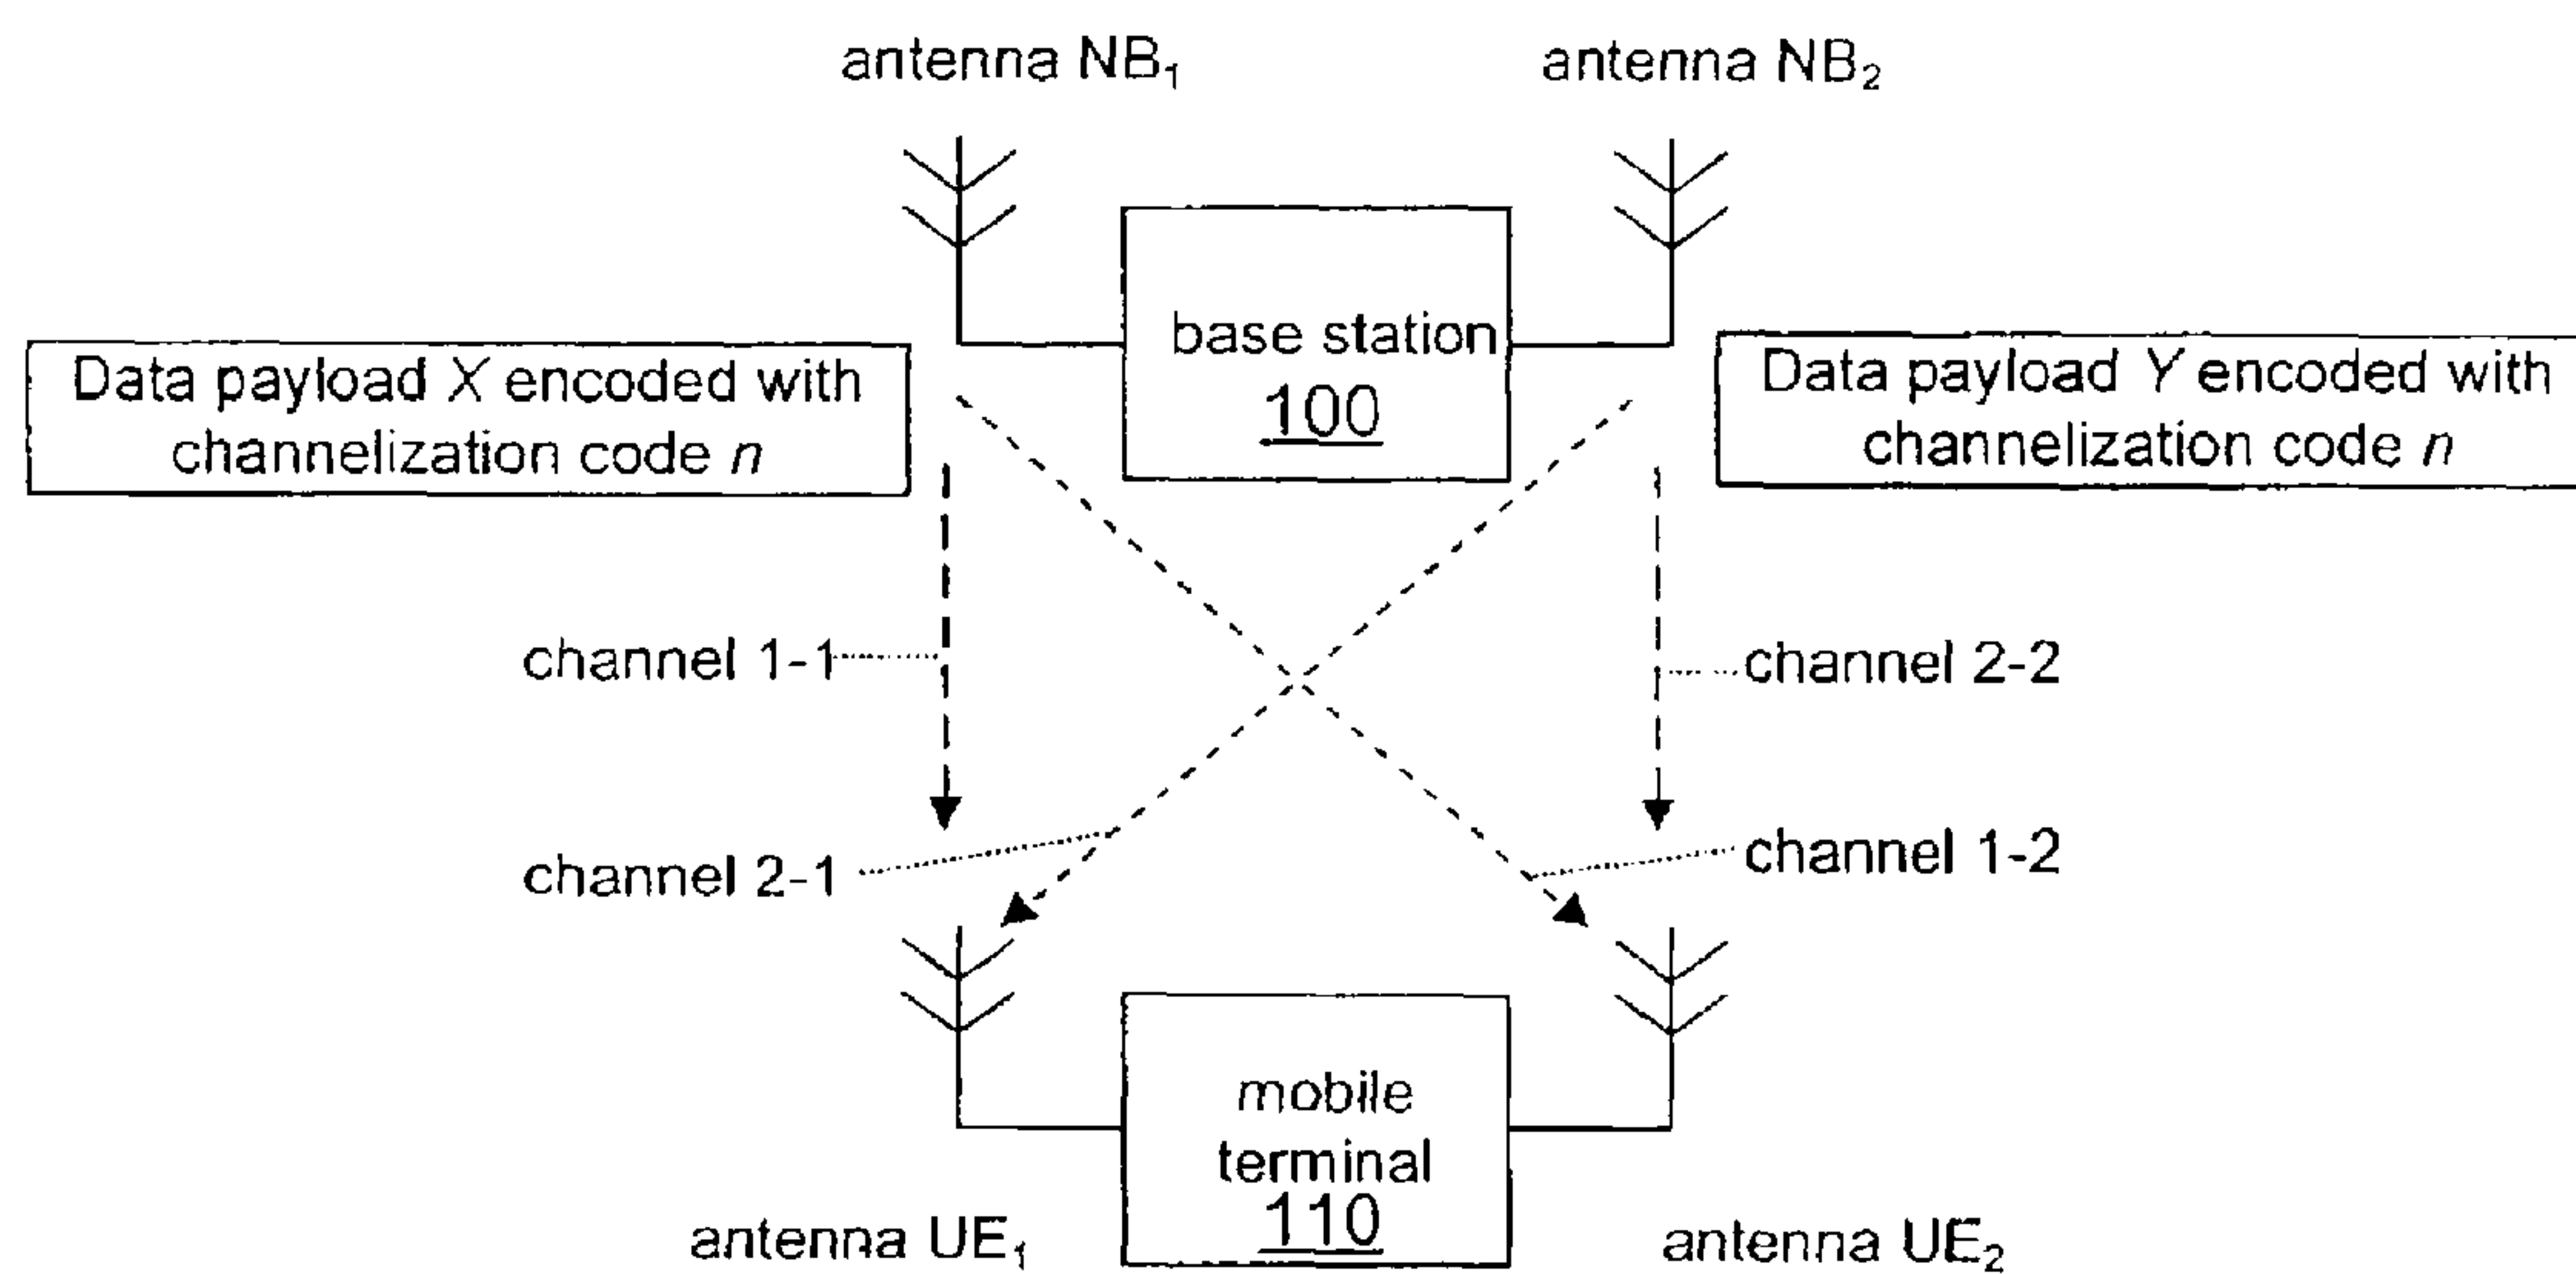 antenna NB₁
antenna NB₂
base station
100
Data payload X encoded with
channelization code n
Data payload Y encoded with
channelization code n
channel 1-1
channel 2-2
channel 2-1
channel 1-2
mobile
terminal
110
antenna UE₁
antenna UE₂